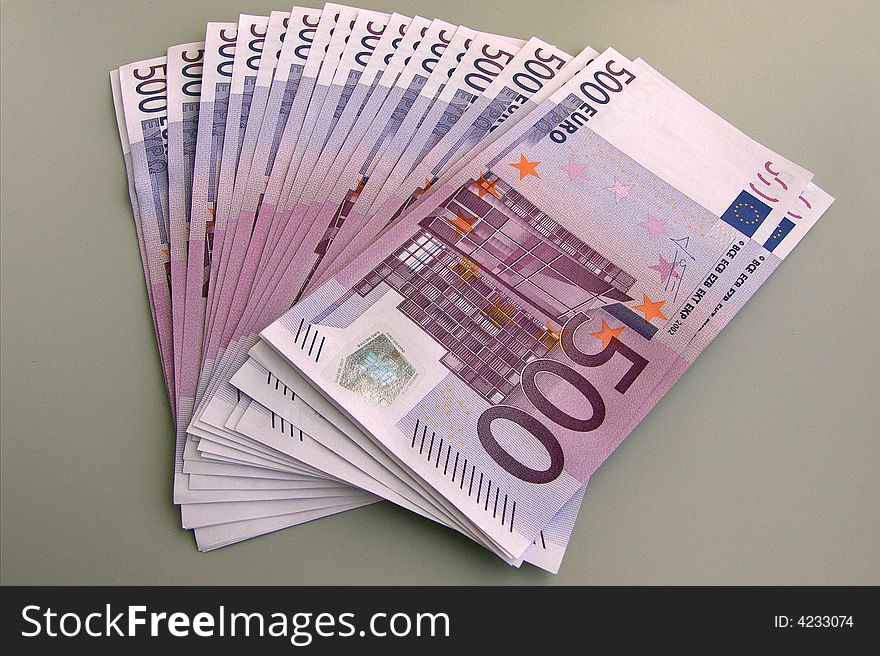 500 500 500 500 500 500 500 500 500 500
500 EURO
ΕΥΡΩ
BCE ECB EZB EKT EKP 2002
500
StockFreeImages.com
ID: 4233074